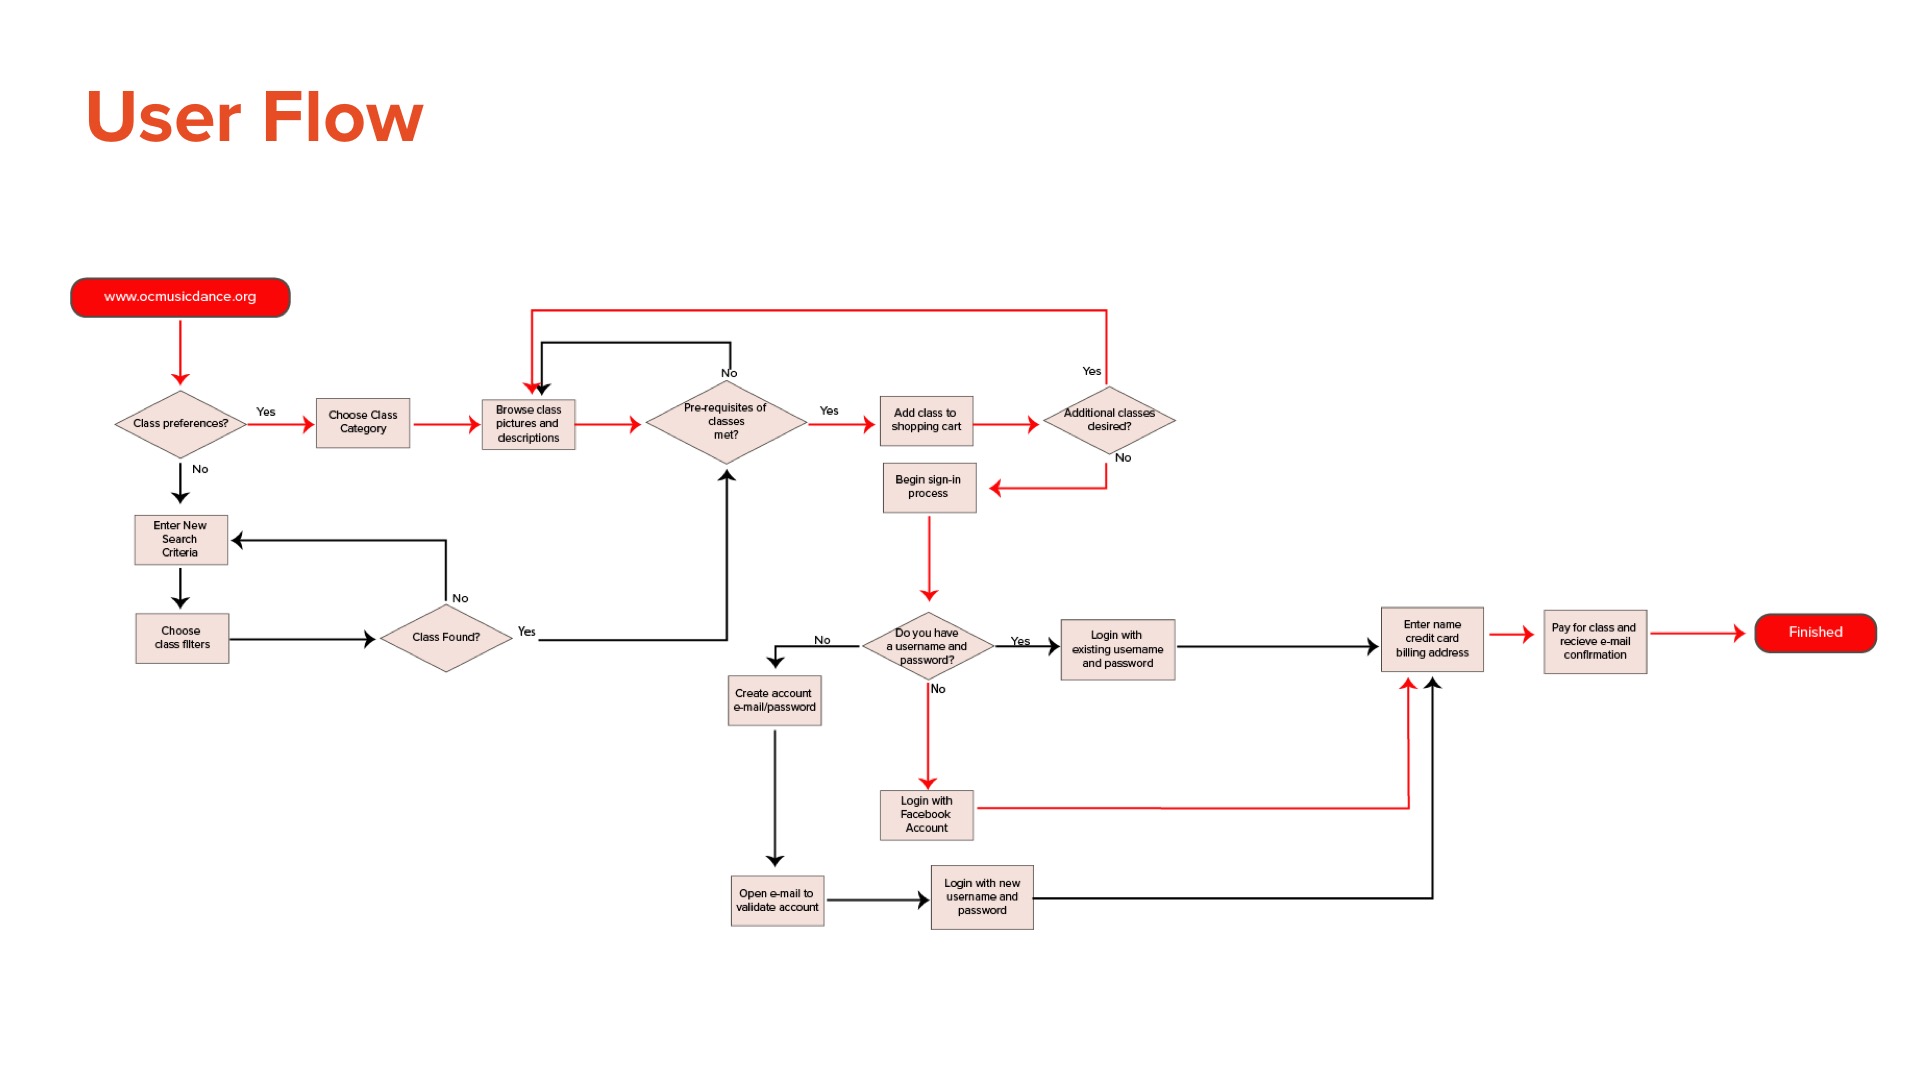 User Flow
www.ocmusicdance.org
Class preferences?
Yes
Choose Class
Category
Browse class
pictures and
descriptions
No
Pre-requisites of
classes
met?
Yes
Add class to
shopping cart
Yes
Additional classes
desired?
No
Begin sign-in
process
No
Enter New
Search
Criteria
Choose
class filters
No
Class Found?
Yes
Do you have
a username and
password?
Yes
Login with
existing username
and password
No
Create account
e-mail/password
No
Login with
Facebook
Account
Open e-mail to
validate account
Login with new
username and
password
Enter name
credit card
billing address
Pay for class and
recieve e-mail
confirmation
Finished